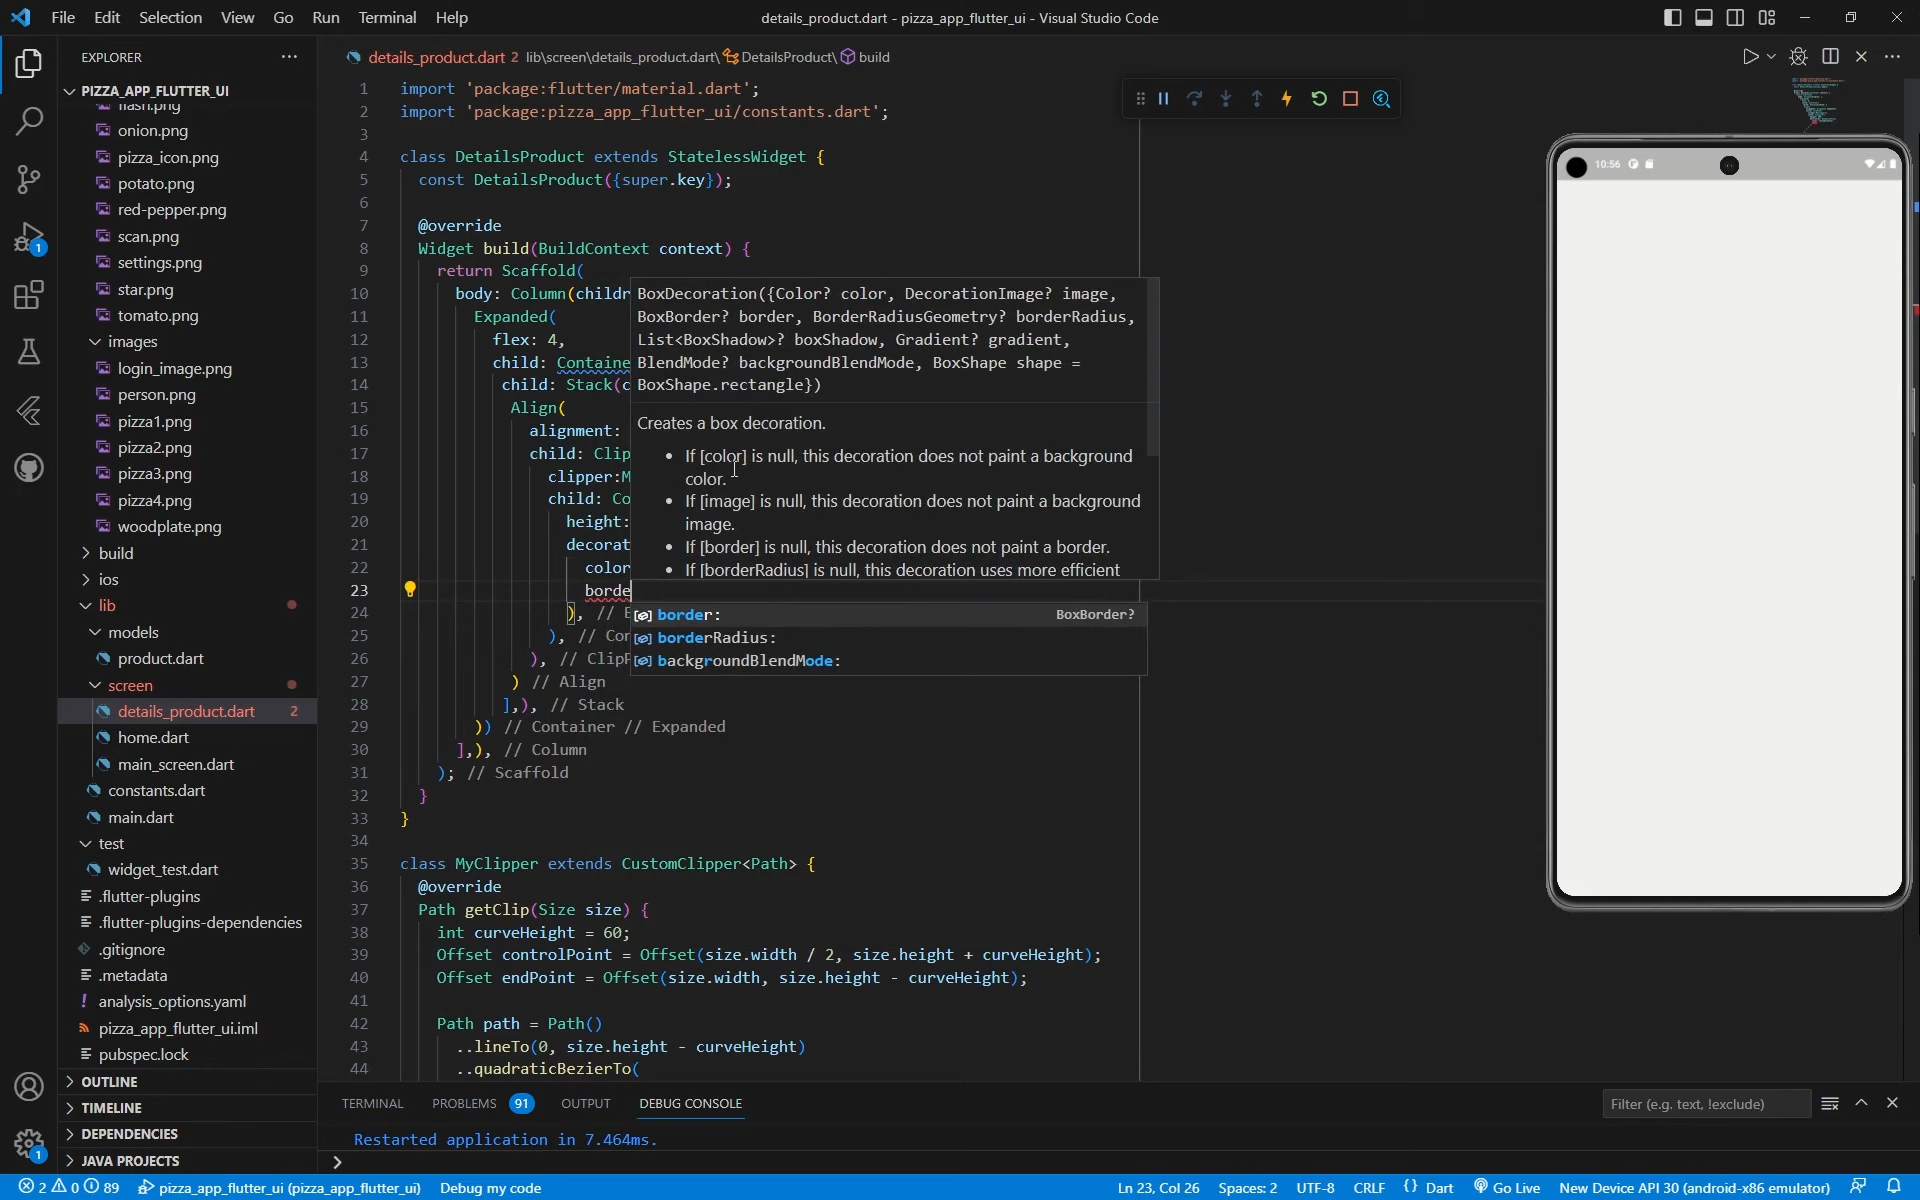 File Edit Selection View Go Run Terminal Help
details_product.dart - pizza_app_flutter_ui - Visual Studio Code
EXPLORER
PIZZA_APP_FLUTTER_UI
flash.png
onion.png
pizza_icon.png
potato.png
red-pepper.png
scan.png
settings.png
star.png
tomato.png
images
login_image.png
person.png
pizza1.png
pizza2.png
pizza3.png
pizza4.png
woodplate.png
build
ios
lib
models
product.dart
screen
details_product.dart 2
home.dart
main_screen.dart
constants.dart
main.dart
test
widget_test.dart
.flutter-plugins
.flutter-plugins-dependencies
.gitignore
.metadata
analysis_options.yaml
pizza_app_flutter_ui.iml
pubspec.lock
OUTLINE
TIMELINE
DEPENDENCIES
JAVA PROJECTS
1
1
details_product.dart 2 lib\screen\details_product.dart\ DetailsProduct\ build
1 import 'package:flutter/material.dart';
2 import 'package:pizza_app_flutter_ui/constants.dart';
3
4 class DetailsProduct extends StatelessWidget {
5 const DetailsProduct({super.key});
6
7 @override
8 Widget build(BuildContext context) {
9 return Scaffold(
10 body: Column(childr
11 Expanded(
12 flex: 4,
13 child: Containe
14 child: Stack(c
15 Align(
16 alignment:
17 child: Clip
18 clipper:M
19 child: Co
20 height:
21 decorat
22 color
23 borde
24 ), // B
25 ), // Con
26 ), // ClipP
27 ) // Align
28 ],), // Stack
29 )) // Container // Expanded
30 ],), // Column
31 ); // Scaffold
32 }
33 }
34
35 class MyClipper extends CustomClipper<Path> {
36 @override
37 Path getClip(Size size) {
38 int curveHeight = 60;
39 Offset controlPoint = Offset(size.width / 2, size.height + curveHeight);
40 Offset endPoint = Offset(size.width, size.height - curveHeight);
41
42 Path path = Path()
43 ..lineTo(0, size.height - curveHeight)
44 ..quadraticBezierTo(
BoxDecoration({Color? color, DecorationImage? image,
BoxBorder? border, BorderRadiusGeometry? borderRadius,
List<BoxShadow>? boxShadow, Gradient? gradient,
BlendMode? backgroundBlendMode, BoxShape shape =
BoxShape.rectangle})
Creates a box decoration.
• If [color] is null, this decoration does not paint a background
color.
• If [image] is null, this decoration does not paint a background
image.
• If [border] is null, this decoration does not paint a border.
• If [borderRadius] is null, this decoration uses more efficient
border: BoxBorder?
borderRadius:
backgroundBlendMode:
10:56
TERMINAL PROBLEMS 91 OUTPUT DEBUG CONSOLE
Filter (e.g. text, !exclude)
Restarted application in 7.464ms.
2 0 89 pizza_app_flutter_ui (pizza_app_flutter_ui) Debug my code
Ln 23, Col 26 Spaces: 2 UTF-8 CRLF {} Dart Go Live New Device API 30 (android-x86 emulator)